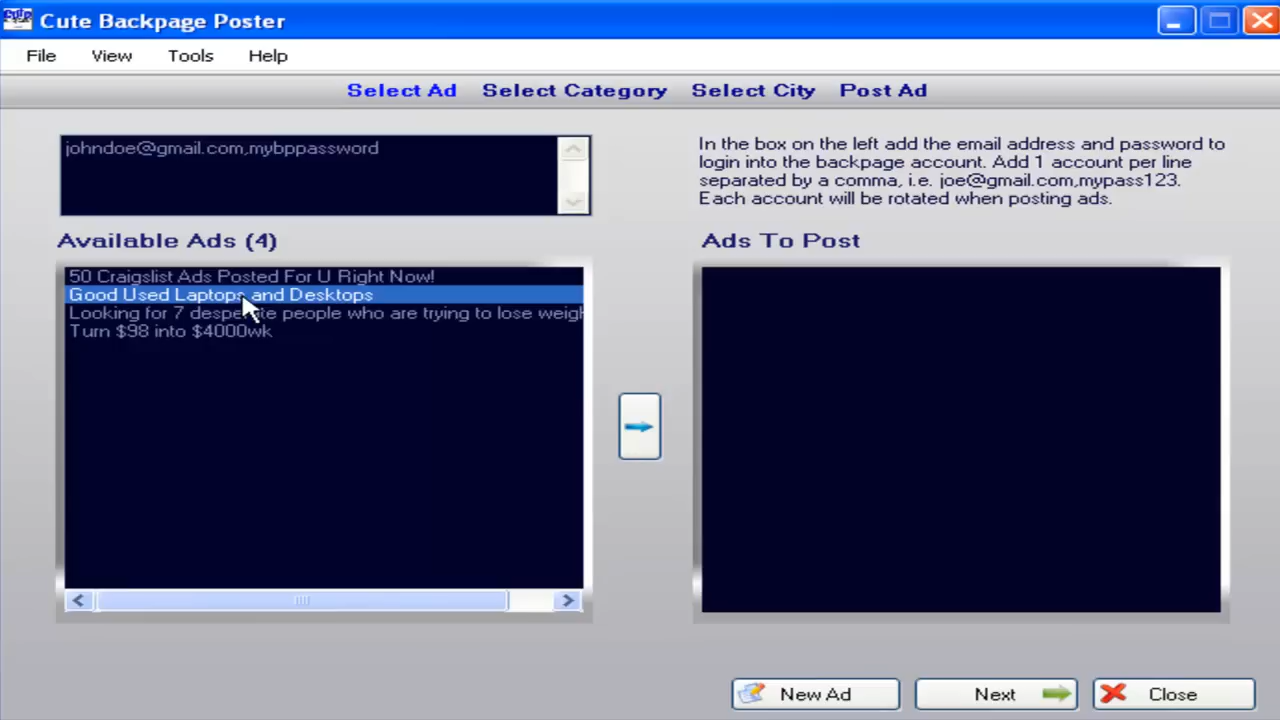 Cute Backpage Poster
File View Tools Help
Select Ad Select Category Select City Post Ad
johndoe@gmail.com,mybppassword
In the box on the left add the email address and password to
login into the backpage account. Add 1 account per line
separated by a comma, i.e. joe@gmail.com,mypass123.
Each account will be rotated when posting ads.
Available Ads (4)
50 Craigslist Ads Posted For U Right Now!
Good Used Laptops and Desktops
Looking for 7 desperate people who are trying to lose weigh
Turn $98 into $4000wk
Ads To Post
New Ad
Next
Close